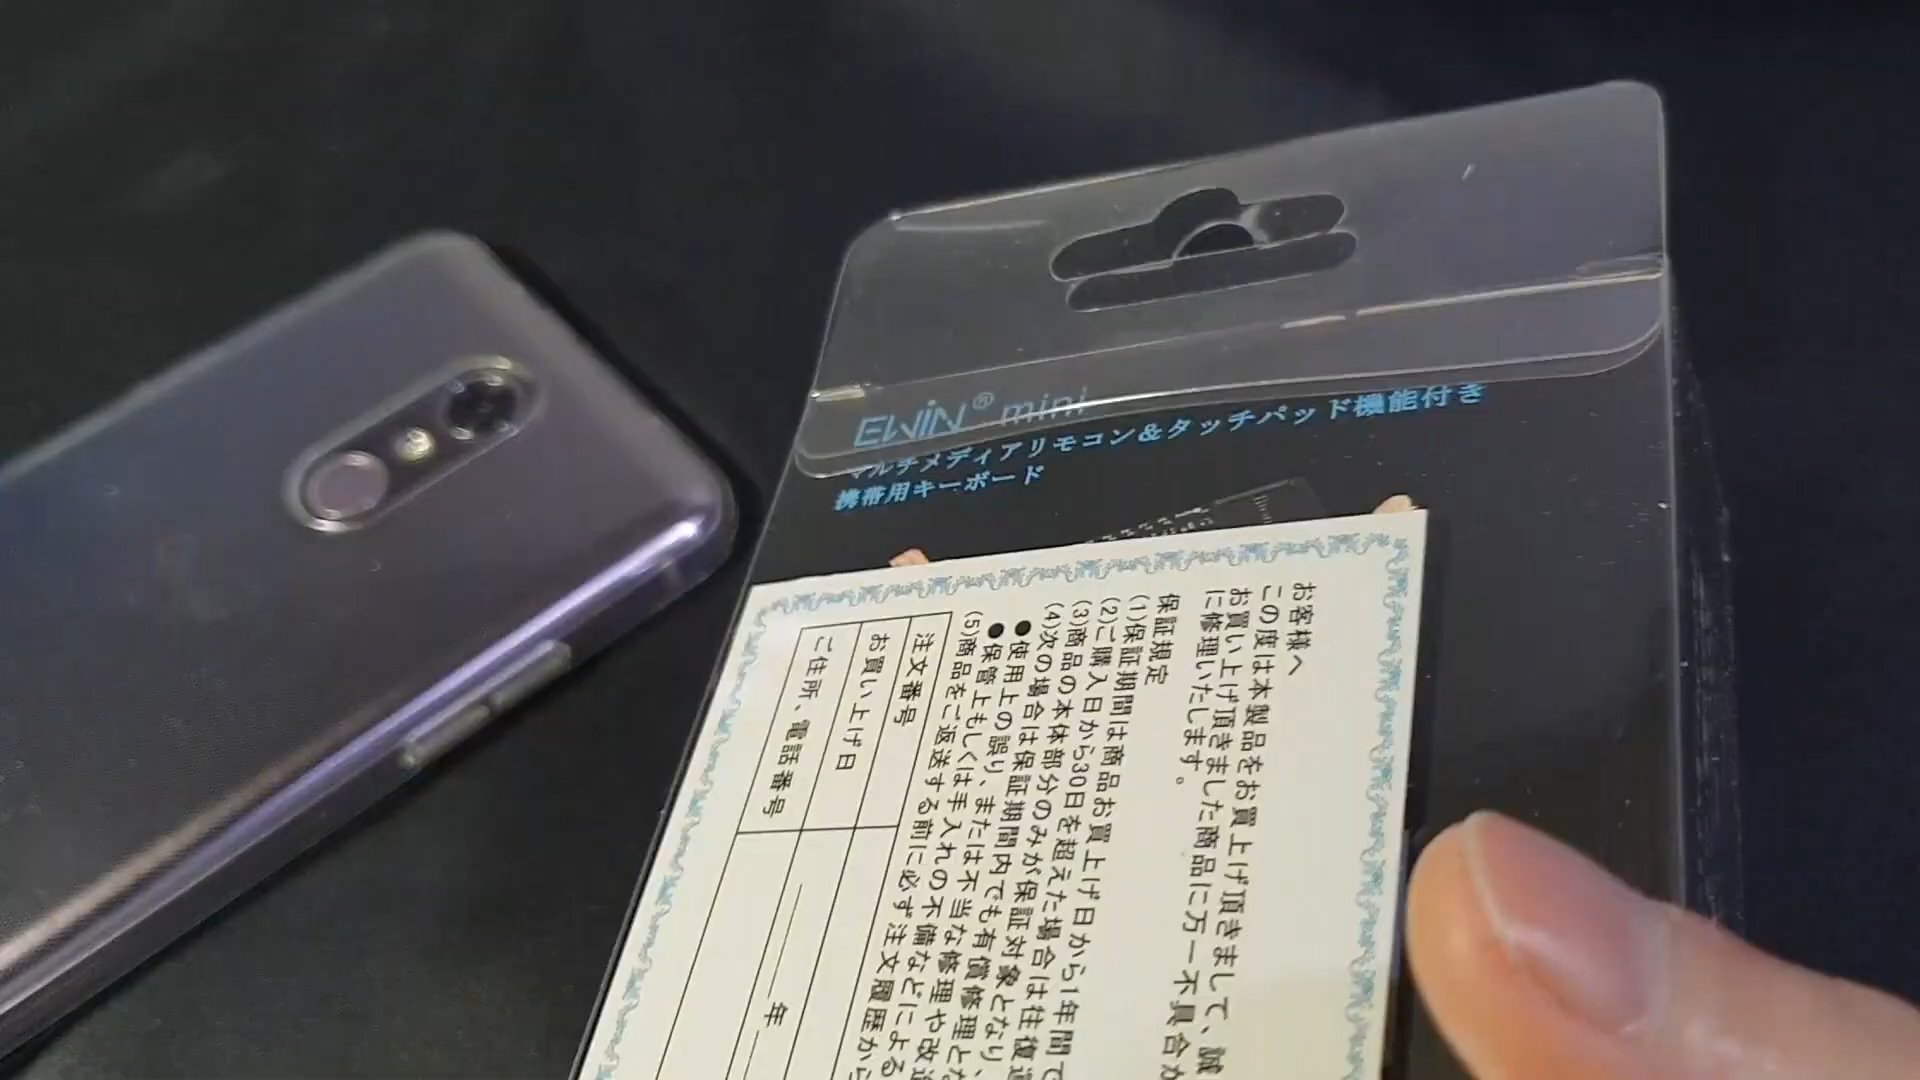 EWIN® mini
マルチメディアリモコン&タッチパッド機能付き
携帯用キーボード
お客様へ
この度は本製品をお買上げ頂きまして、誠
お買い上げ頂きました商品に万一不具合が
に修理いたします。
保証規定
(1)保証期間は商品お買上げ日から1年間で
(2)ご購入日から30日を超えた場合は往復送
(3)商品の本体部分のみが保証対象となり、
(4)次の場合は保証期間内でも有償修理とな
●使用上の誤り、または不当な修理や改造
●保管上もしくは手入れの不備などによる
(5)商品をご返送する前に必ず注文履歴から
注文番号
お買い上げ日
年
ご住所、電話番号